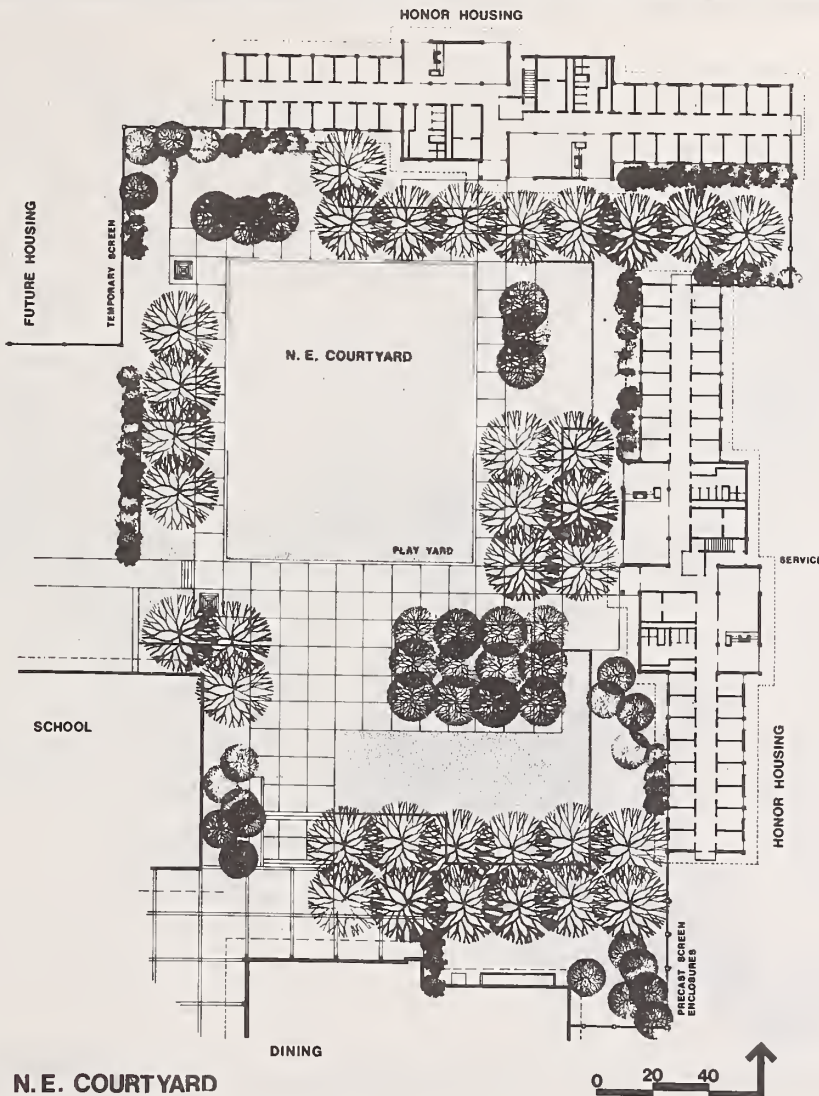 HONOR HOUSING
FUTURE HOUSING
TEMPORARY SCREEN
N. E. COURTYARD
PLAY YARD
SERVICE
SCHOOL
HONOR HOUSING
PRECAST SCREEN
ENCLOSURES
DINING
N. E. COURTYARD
0 20 40